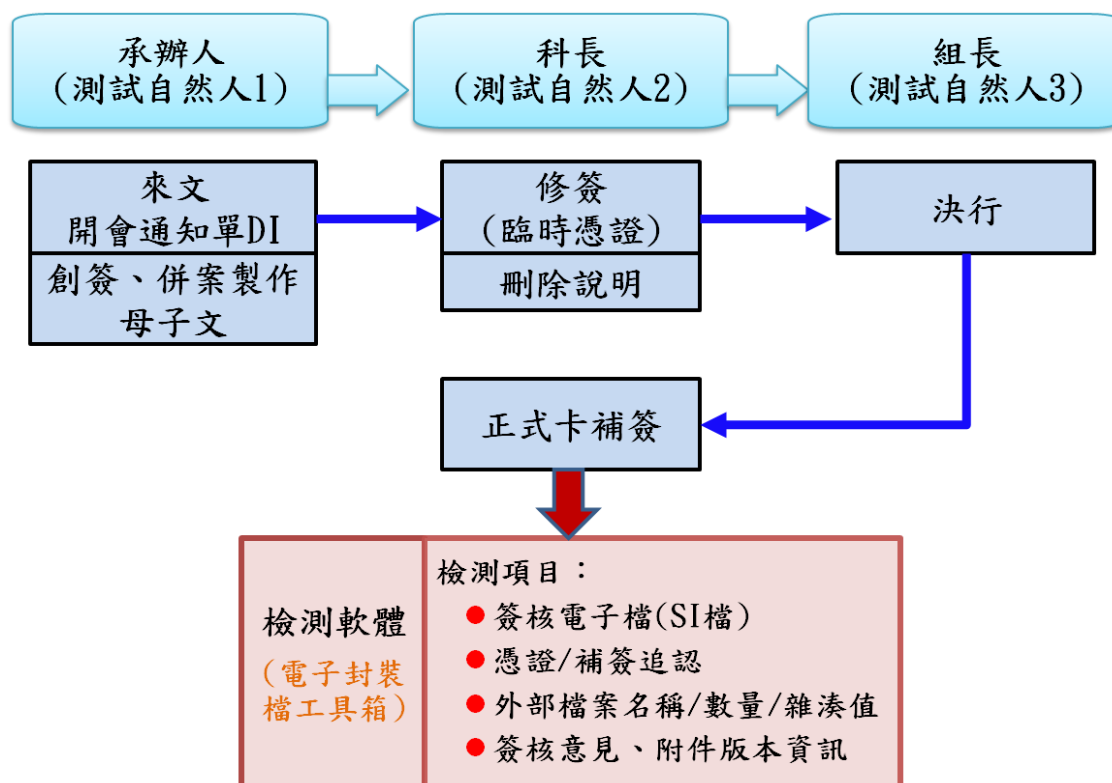 承辦人
(測試自然人1)
科長
(測試自然人2)
組長
(測試自然人3)
來文
開會通知單DI
創簽、併案製作
母子文
修簽
(臨時憑證)
刪除說明
決行
正式卡補簽
檢測軟體
(電子封裝
檔工具箱)
檢測項目：
●簽核電子檔(SI檔)
●憑證/補簽追認
●外部檔案名稱/數量/雜湊值
●簽核意見、附件版本資訊